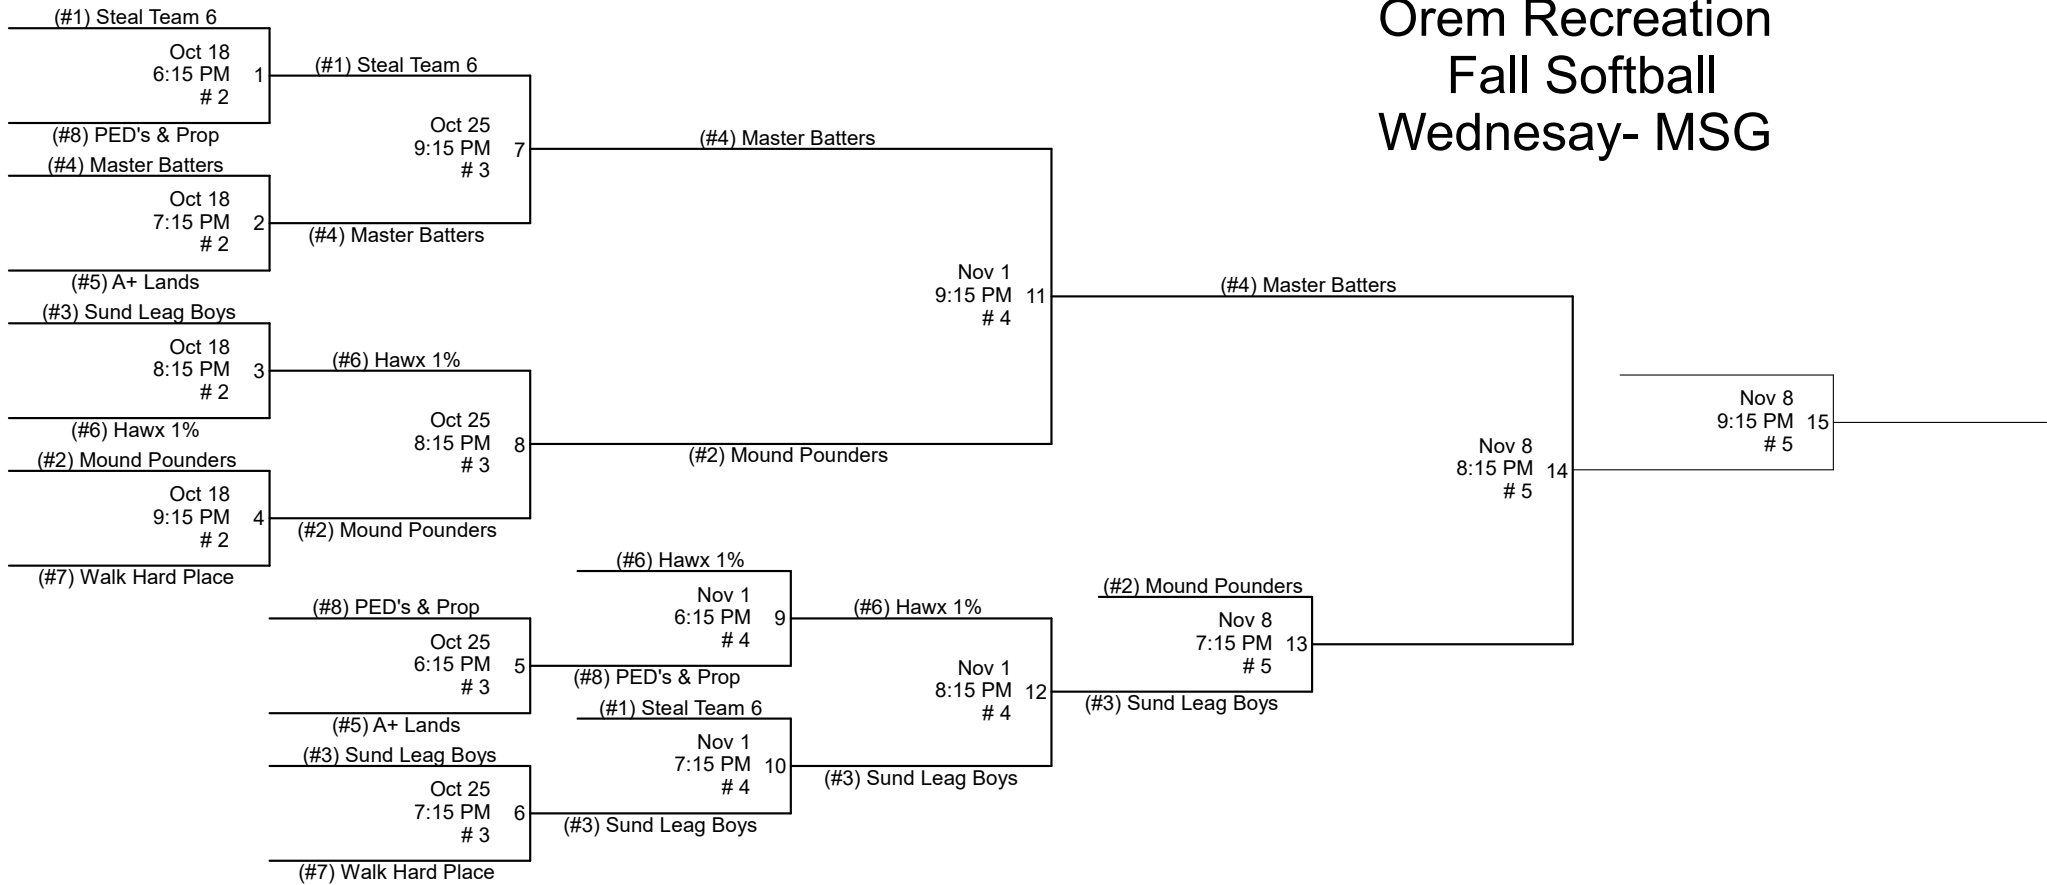 Orem Recreation
Fall Softball
Wednesay- MSG
(#1) Steal Team 6
Oct 18
6:15 PM 1
# 2
(#8) PED's & Prop
(#4) Master Batters
Oct 18
7:15 PM 2
# 2
(#5) A+ Lands
(#3) Sund Leag Boys
Oct 18
8:15 PM 3
# 2
(#6) Hawx 1%
(#2) Mound Pounders
Oct 18
9:15 PM 4
# 2
(#7) Walk Hard Place
(#1) Steal Team 6
Oct 25
9:15 PM 7
# 3
(#4) Master Batters
(#6) Hawx 1%
Oct 25
8:15 PM 8
# 3
(#2) Mound Pounders
(#8) PED's & Prop
Oct 25
6:15 PM 5
# 3
(#5) A+ Lands
(#3) Sund Leag Boys
Oct 25
7:15 PM 6
# 3
(#7) Walk Hard Place
(#6) Hawx 1%
Nov 1
6:15 PM 9
# 4
(#8) PED's & Prop
(#1) Steal Team 6
Nov 1
7:15 PM 10
# 4
(#3) Sund Leag Boys
(#4) Master Batters
Nov 1
9:15 PM 11
# 4
(#2) Mound Pounders
(#6) Hawx 1%
Nov 1
8:15 PM 12
# 4
(#3) Sund Leag Boys
(#2) Mound Pounders
Nov 8
7:15 PM 13
# 5
(#3) Sund Leag Boys
(#4) Master Batters
Nov 8
8:15 PM 14
# 5
Nov 8
9:15 PM 15
# 5